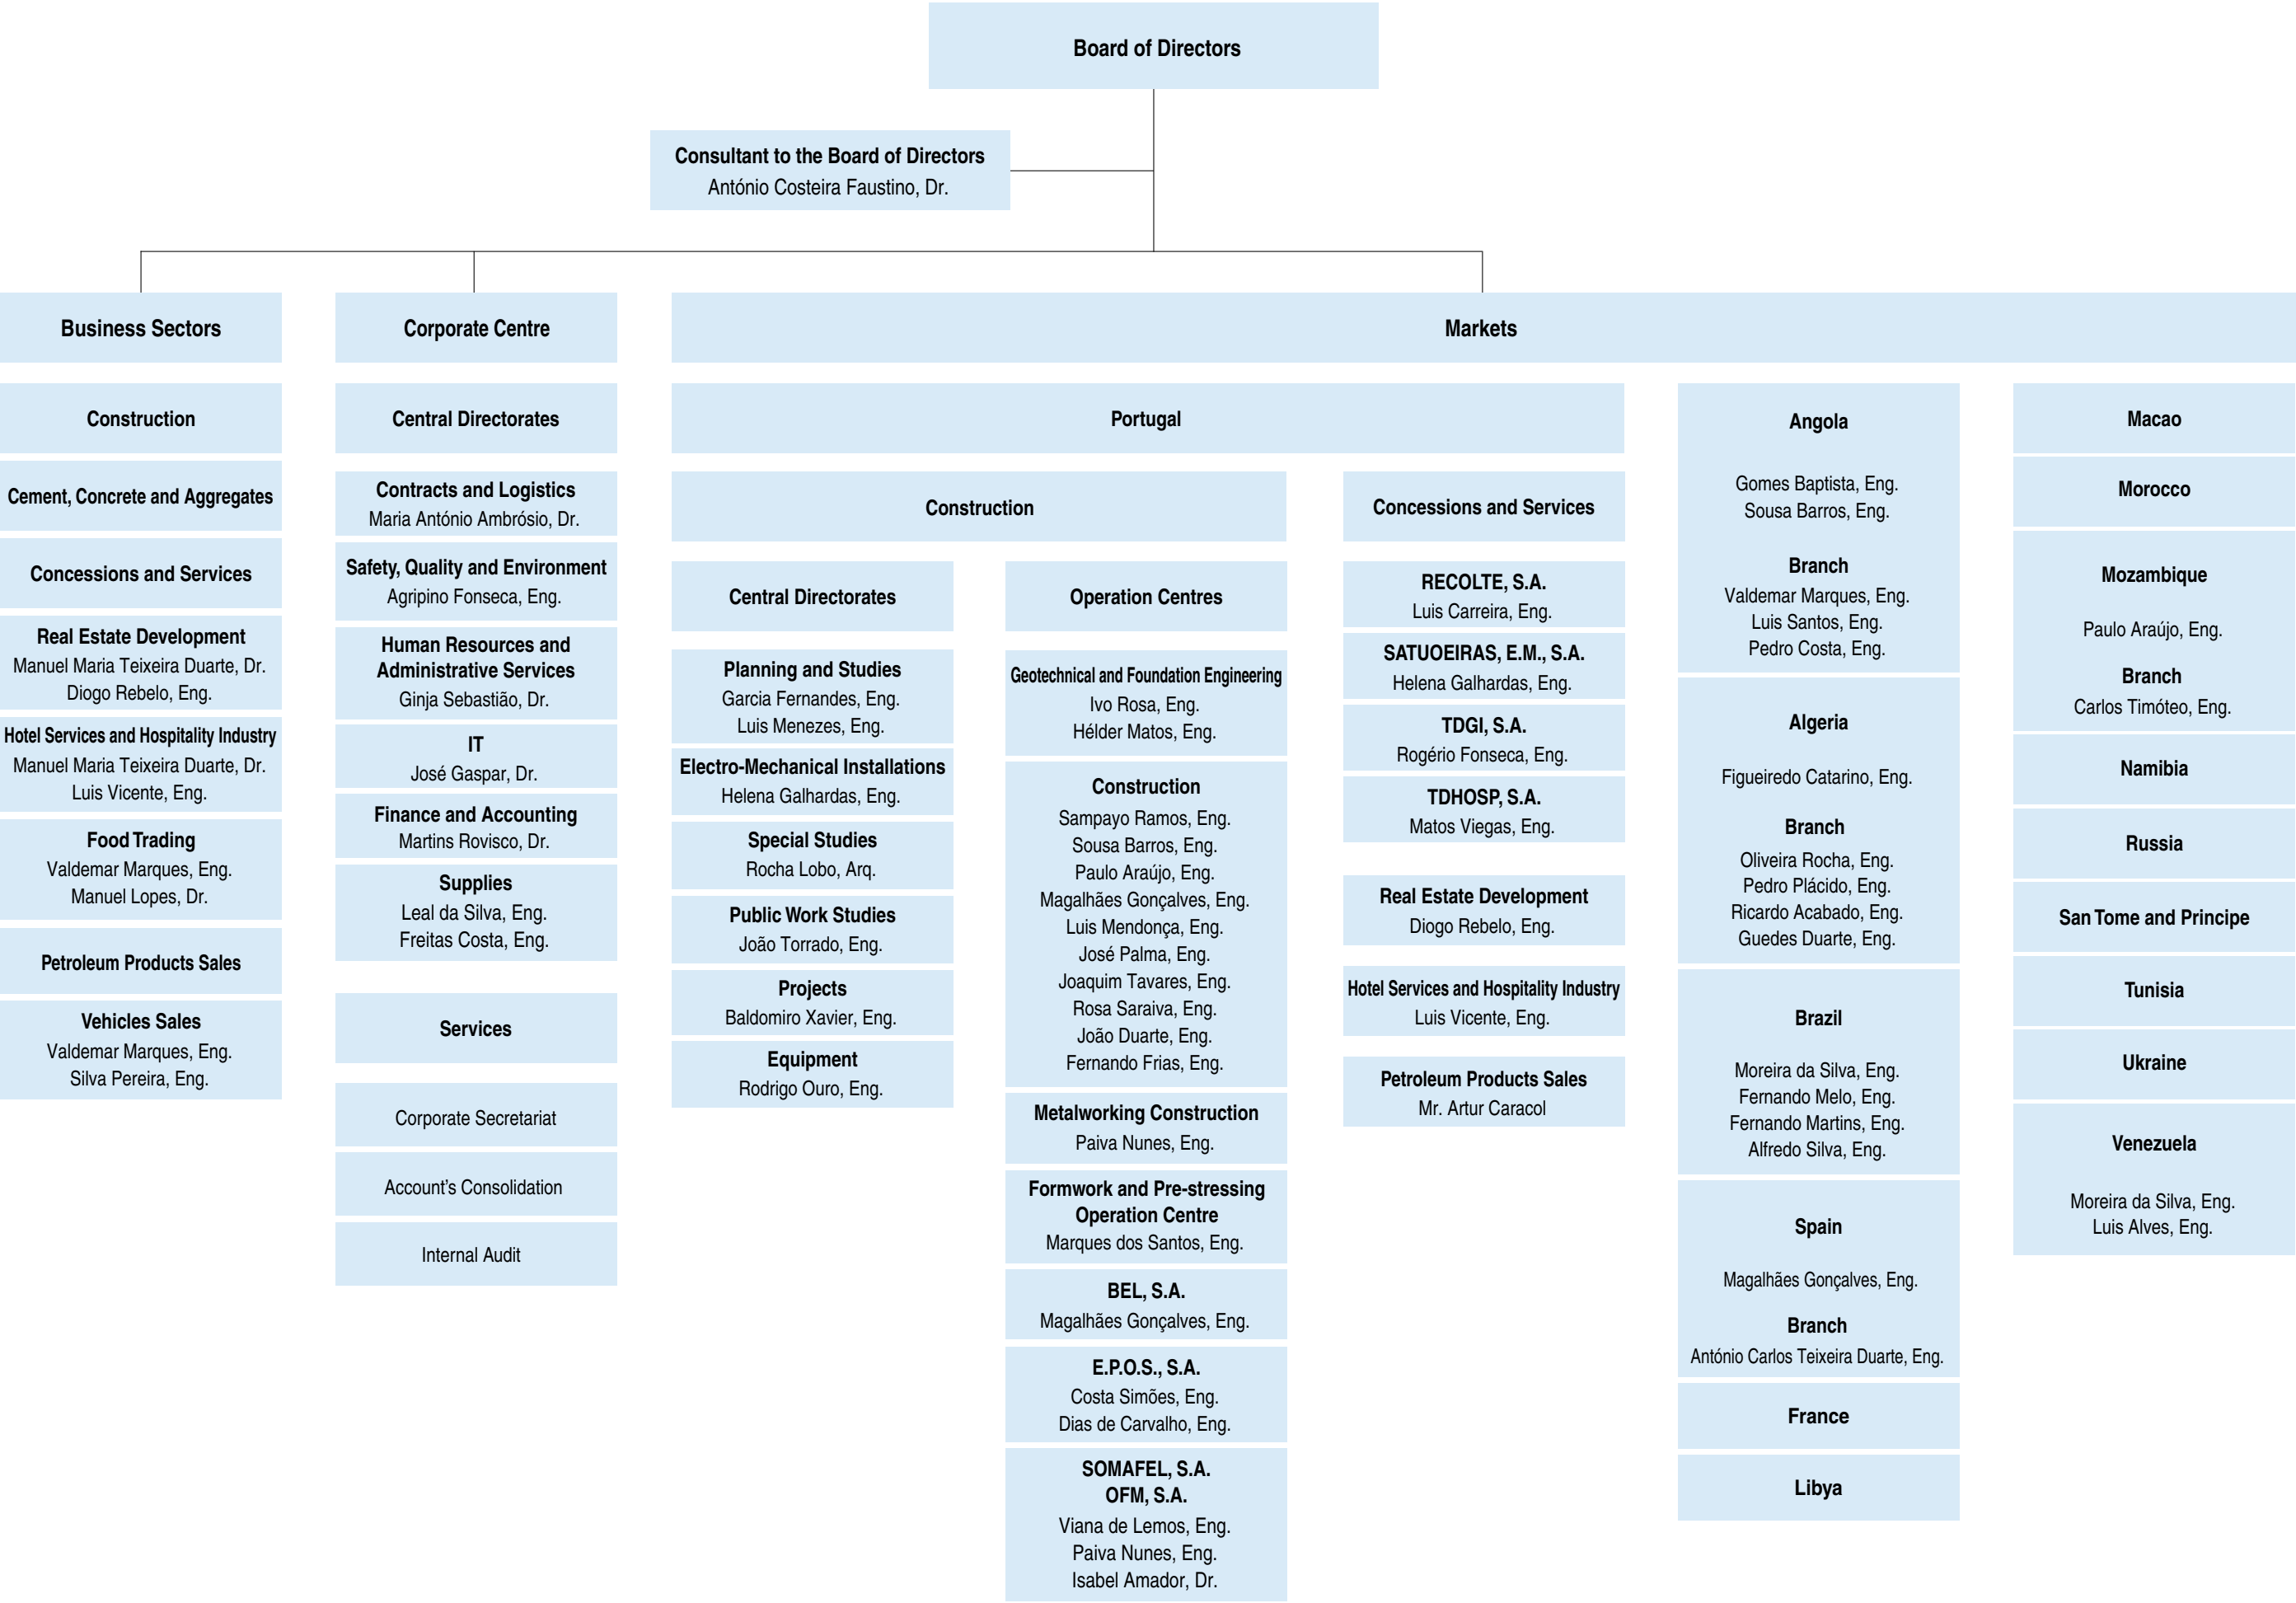 Board of Directors
Consultant to the Board of Directors
António Costeira Faustino, Dr.
Business Sectors
Construction
Cement, Concrete and Aggregates
Concessions and Services
Real Estate Development
Manuel Maria Teixeira Duarte, Dr.
Diogo Rebelo, Eng.
Hotel Services and Hospitality Industry
Manuel Maria Teixeira Duarte, Dr.
Luis Vicente, Eng.
Food Trading
Valdemar Marques, Eng.
Manuel Lopes, Dr.
Petroleum Products Sales
Vehicles Sales
Valdemar Marques, Eng.
Silva Pereira, Eng.
Corporate Centre
Central Directorates
Contracts and Logistics
Maria António Ambrósio, Dr.
Safety, Quality and Environment
Agripino Fonseca, Eng.
Human Resources and
Administrative Services
Ginja Sebastião, Dr.
IT
José Gaspar, Dr.
Finance and Accounting
Martins Rovisco, Dr.
Supplies
Leal da Silva, Eng.
Freitas Costa, Eng.
Services
Corporate Secretariat
Account’s Consolidation
Internal Audit
Markets
Portugal
Construction
Central Directorates
Planning and Studies
Garcia Fernandes, Eng.
Luis Menezes, Eng.
Electro-Mechanical Installations
Helena Galhardas, Eng.
Special Studies
Rocha Lobo, Arq.
Public Work Studies
João Torrado, Eng.
Projects
Baldomiro Xavier, Eng.
Equipment
Rodrigo Ouro, Eng.
Operation Centres
Geotechnical and Foundation Engineering
Ivo Rosa, Eng.
Hélder Matos, Eng.
Construction
Sampayo Ramos, Eng.
Sousa Barros, Eng.
Paulo Araújo, Eng.
Magalhães Gonçalves, Eng.
Luis Mendonça, Eng.
José Palma, Eng.
Joaquim Tavares, Eng.
Rosa Saraiva, Eng.
João Duarte, Eng.
Fernando Frias, Eng.
Metalworking Construction
Paiva Nunes, Eng.
Formwork and Pre-stressing
Operation Centre
Marques dos Santos, Eng.
BEL, S.A.
Magalhães Gonçalves, Eng.
E.P.O.S., S.A.
Costa Simões, Eng.
Dias de Carvalho, Eng.
SOMAFEL, S.A.
OFM, S.A.
Viana de Lemos, Eng.
Paiva Nunes, Eng.
Isabel Amador, Dr.
Concessions and Services
RECOLTE, S.A.
Luis Carreira, Eng.
SATUOEIRAS, E.M., S.A.
Helena Galhardas, Eng.
TDGI, S.A.
Rogério Fonseca, Eng.
TDHOSP, S.A.
Matos Viegas, Eng.
Real Estate Development
Diogo Rebelo, Eng.
Hotel Services and Hospitality Industry
Luis Vicente, Eng.
Petroleum Products Sales
Mr. Artur Caracol
Angola
Gomes Baptista, Eng.
Sousa Barros, Eng.
Branch
Valdemar Marques, Eng.
Luis Santos, Eng.
Pedro Costa, Eng.
Algeria
Figueiredo Catarino, Eng.
Branch
Oliveira Rocha, Eng.
Pedro Plácido, Eng.
Ricardo Acabado, Eng.
Guedes Duarte, Eng.
Brazil
Moreira da Silva, Eng.
Fernando Melo, Eng.
Fernando Martins, Eng.
Alfredo Silva, Eng.
Spain
Magalhães Gonçalves, Eng.
Branch
António Carlos Teixeira Duarte, Eng.
France
Libya
Macao
Morocco
Mozambique
Paulo Araújo, Eng.
Branch
Carlos Timóteo, Eng.
Namibia
Russia
San Tome and Principe
Tunisia
Ukraine
Venezuela
Moreira da Silva, Eng.
Luis Alves, Eng.